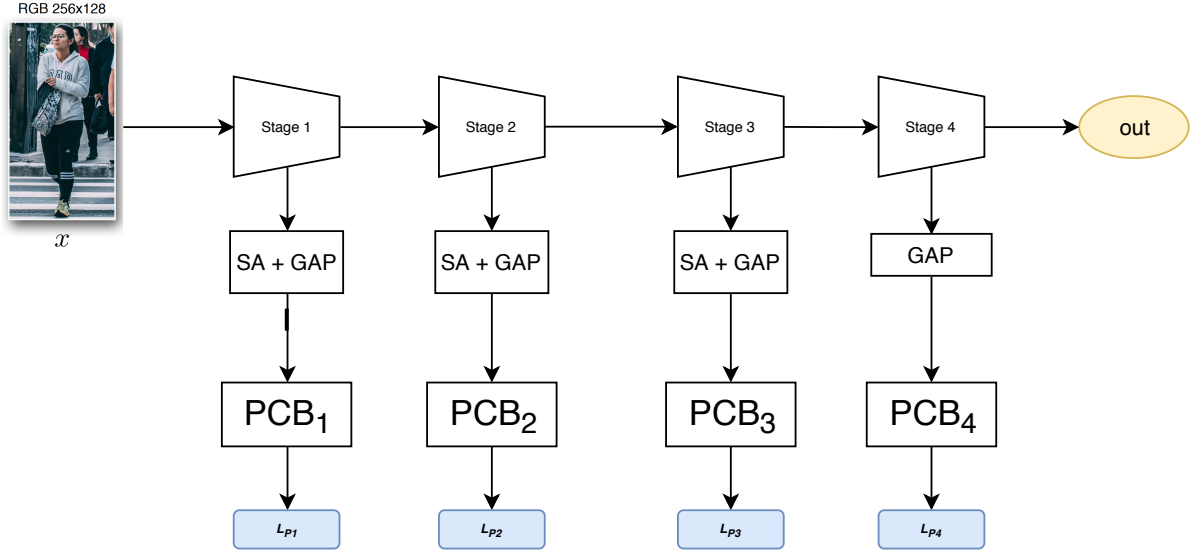 RGB 256x128
x
Stage 1
Stage 2
Stage 3
Stage 4
out
SA + GAP
SA + GAP
SA + GAP
GAP
PCB1
PCB2
PCB3
PCB4
LP1
LP2
LP3
LP4